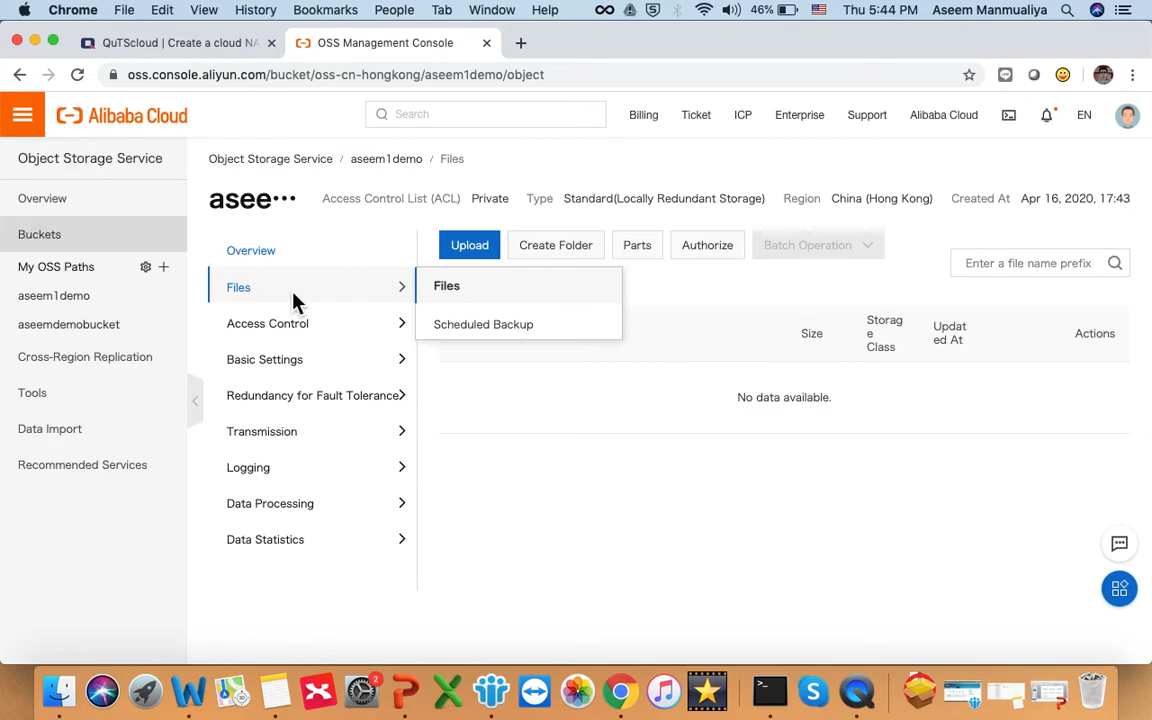 Chrome File Edit View History Bookmarks People Tab Window Help 46% Thu 5:44 PM Aseem Manmualiya
QuTScloud | Create a cloud NA
OSS Management Console
oss.console.aliyun.com/bucket/oss-cn-hongkong/aseem1demo/object
Alibaba Cloud
Search
Billing Ticket ICP Enterprise Support Alibaba Cloud EN
Object Storage Service
Overview
Buckets
My OSS Paths
aseem1demo
aseemdemobucket
Cross-Region Replication
Tools
Data Import
Recommended Services
Object Storage Service / aseem1demo / Files
asee··· Access Control List (ACL) Private Type Standard(Locally Redundant Storage) Region China (Hong Kong) Created At Apr 16, 2020, 17:43
Overview
Files
Access Control
Basic Settings
Redundancy for Fault Tolerance
Transmission
Logging
Data Processing
Data Statistics
Upload Create Folder Parts Authorize Batch Operation
Enter a file name prefix
Files
Scheduled Backup
Size
Storag
e
Class
Updat
ed At
Actions
No data available.
2